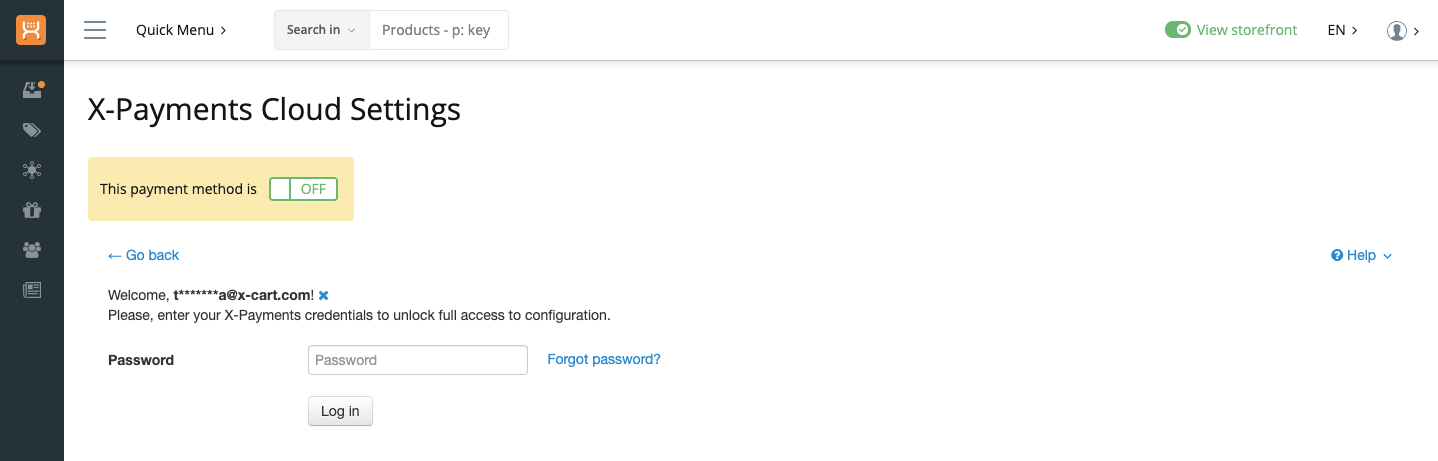 Quick Menu
Search in
Products - p: key
View storefront
EN
X-Payments Cloud Settings
This payment method is OFF
← Go back
Help
Welcome, t*******a@x-cart.com! ✖
Please, enter your X-Payments credentials to unlock full access to configuration.
Password
Password
Forgot password?
Log in